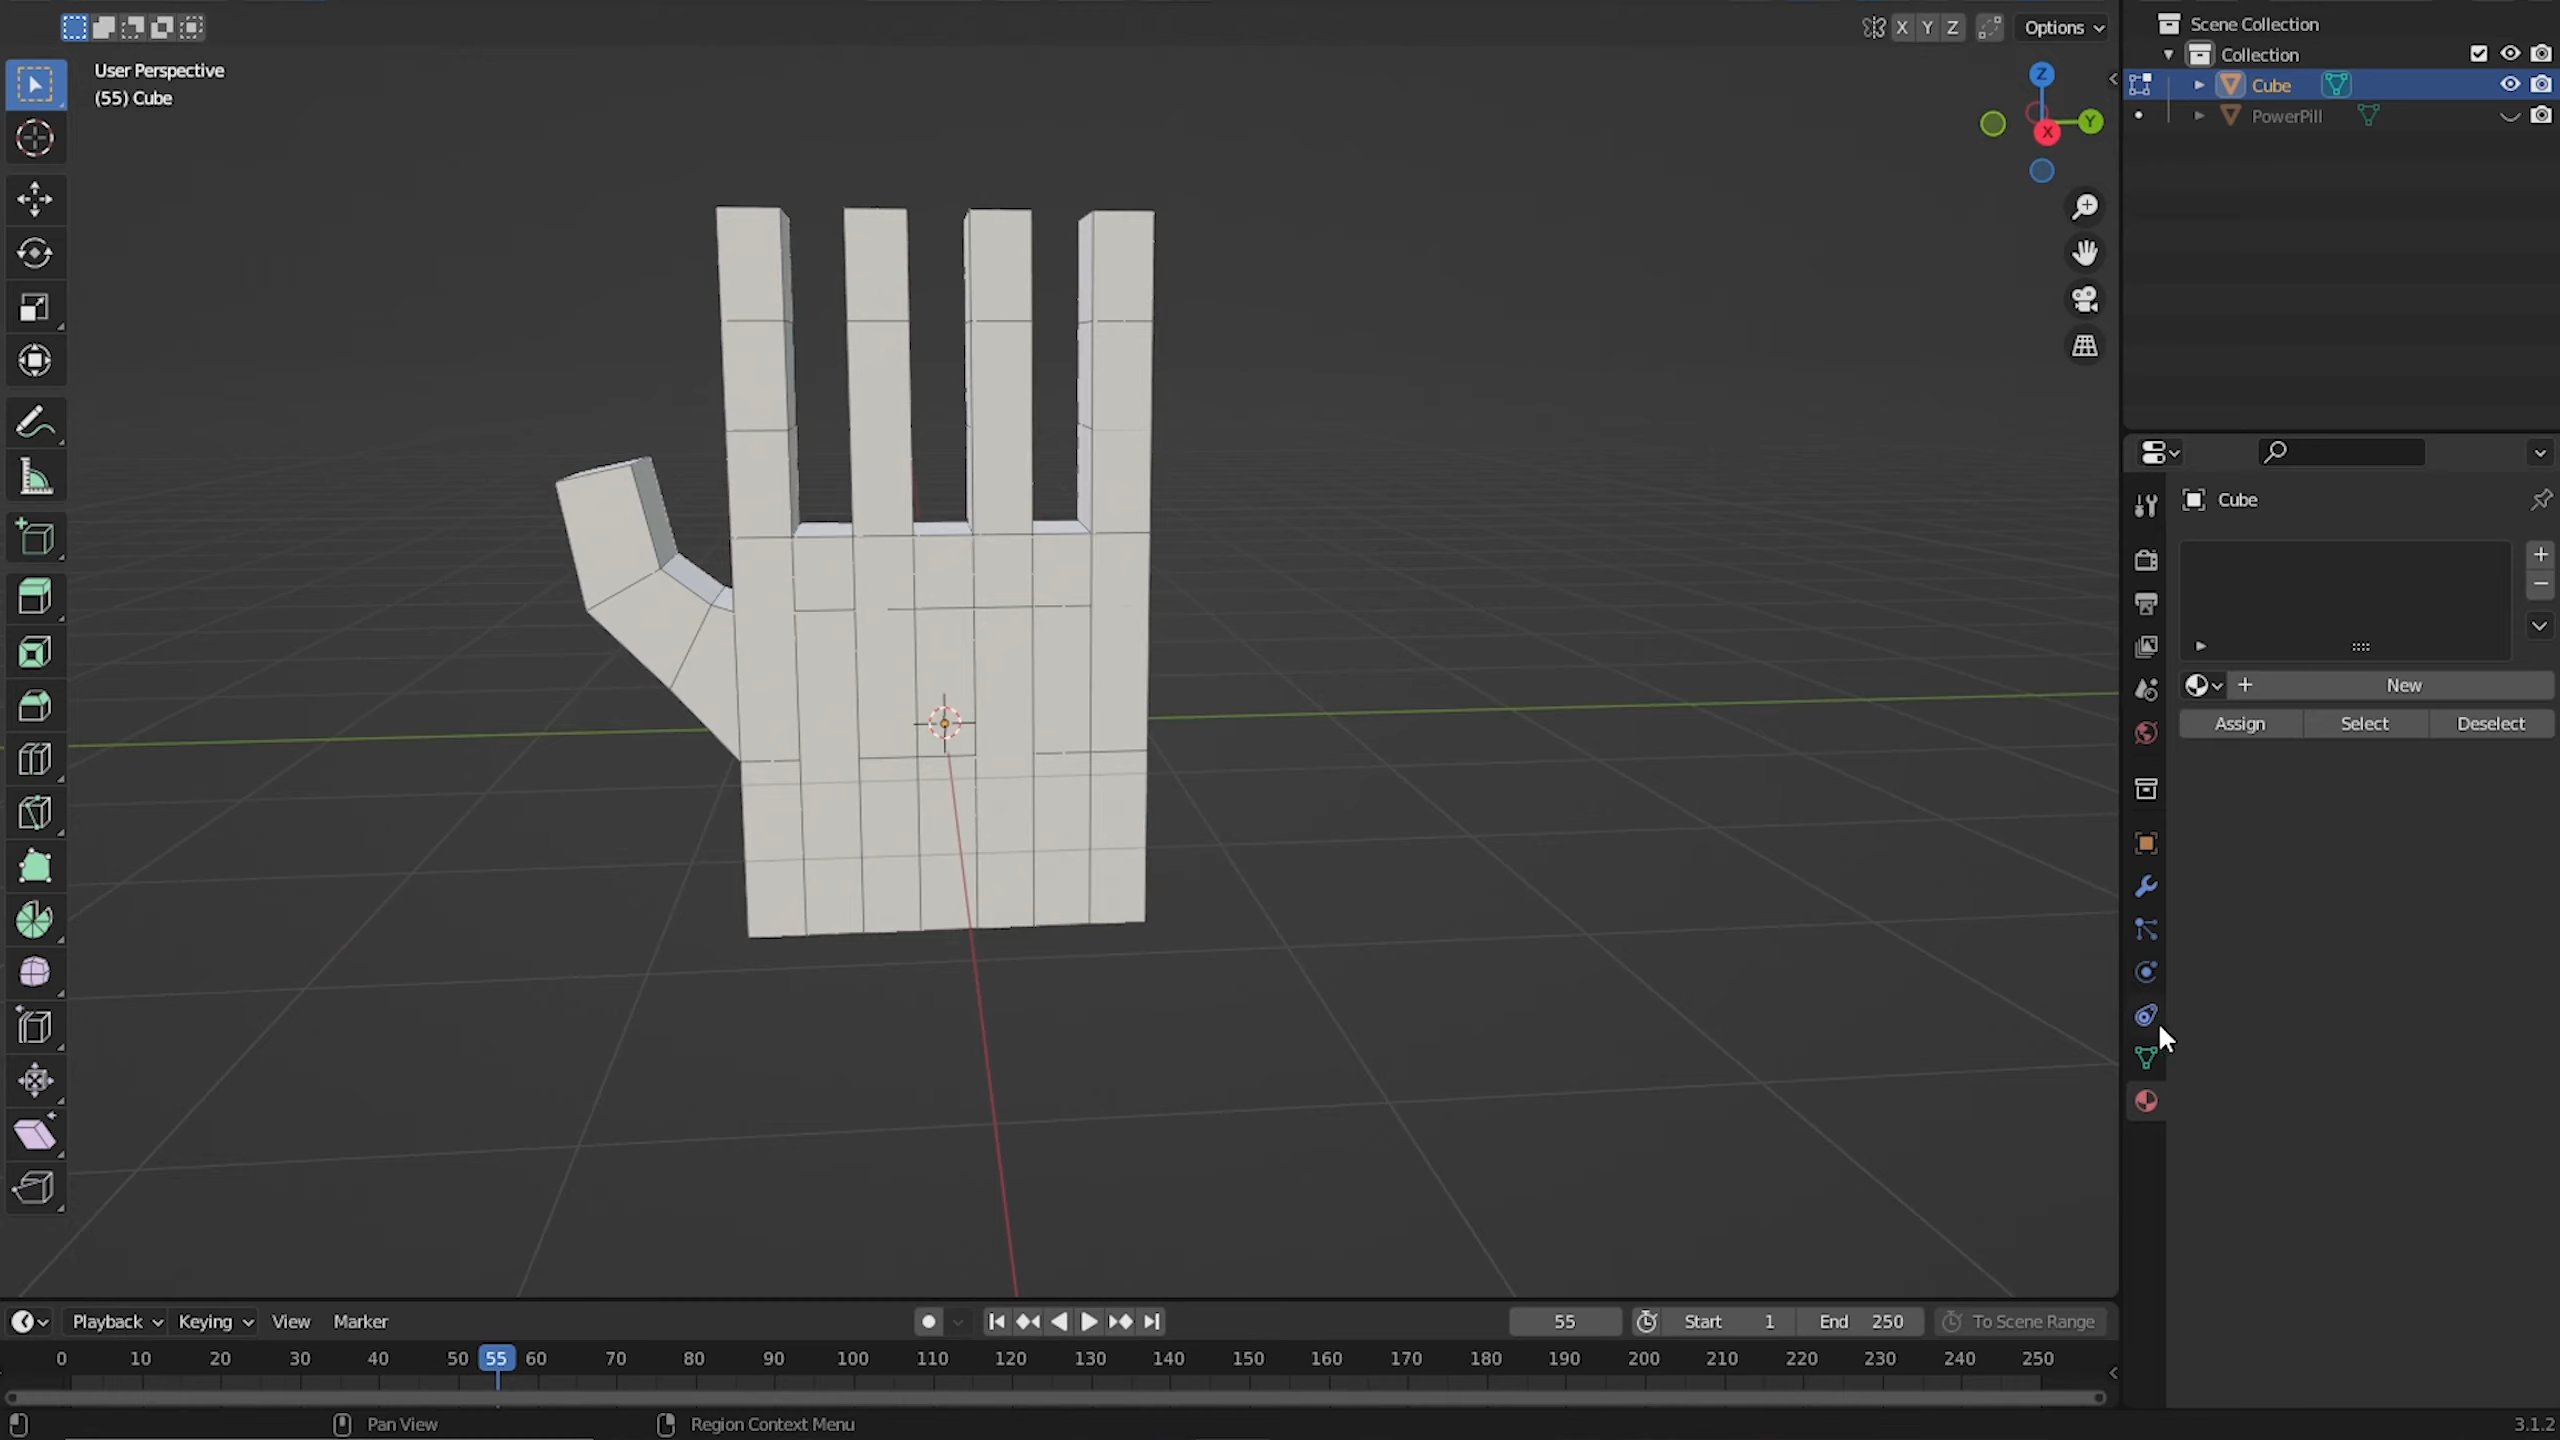 X Y Z Options
User Perspective
(55) Cube
Z
Y
X
Scene Collection
Collection
Cube
PowerPill
Cube
New
Assign Select Deselect
Playback Keying View Marker
55 Start 1 End 250 To Scene Range
0 10 20 30 40 50 55 60 70 80 90 100 110 120 130 140 150 160 170 180 190 200 210 220 230 240 250
Pan View Region Context Menu 3.1.2